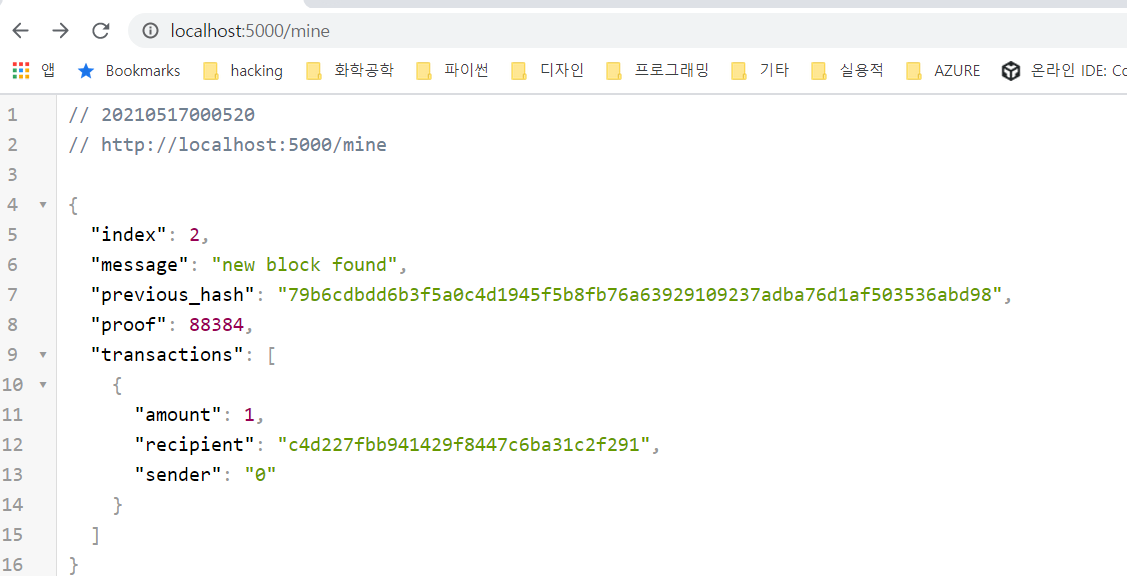 localhost:5000/mine
앱 Bookmarks hacking 화학공학 파이썬 디자인 프로그래밍 기타 실용적 AZURE 온라인 IDE: Co
1 // 20210517000520
2 // http://localhost:5000/mine
3
4 {
5 "index": 2,
6 "message": "new block found",
7 "previous_hash": "79b6cdbdd6b3f5a0c4d1945f5b8fb76a63929109237adba76d1af503536abd98",
8 "proof": 88384,
9 "transactions": [
10 {
11 "amount": 1,
12 "recipient": "c4d227fbb941429f8447c6ba31c2f291",
13 "sender": "0"
14 }
15 ]
16 }